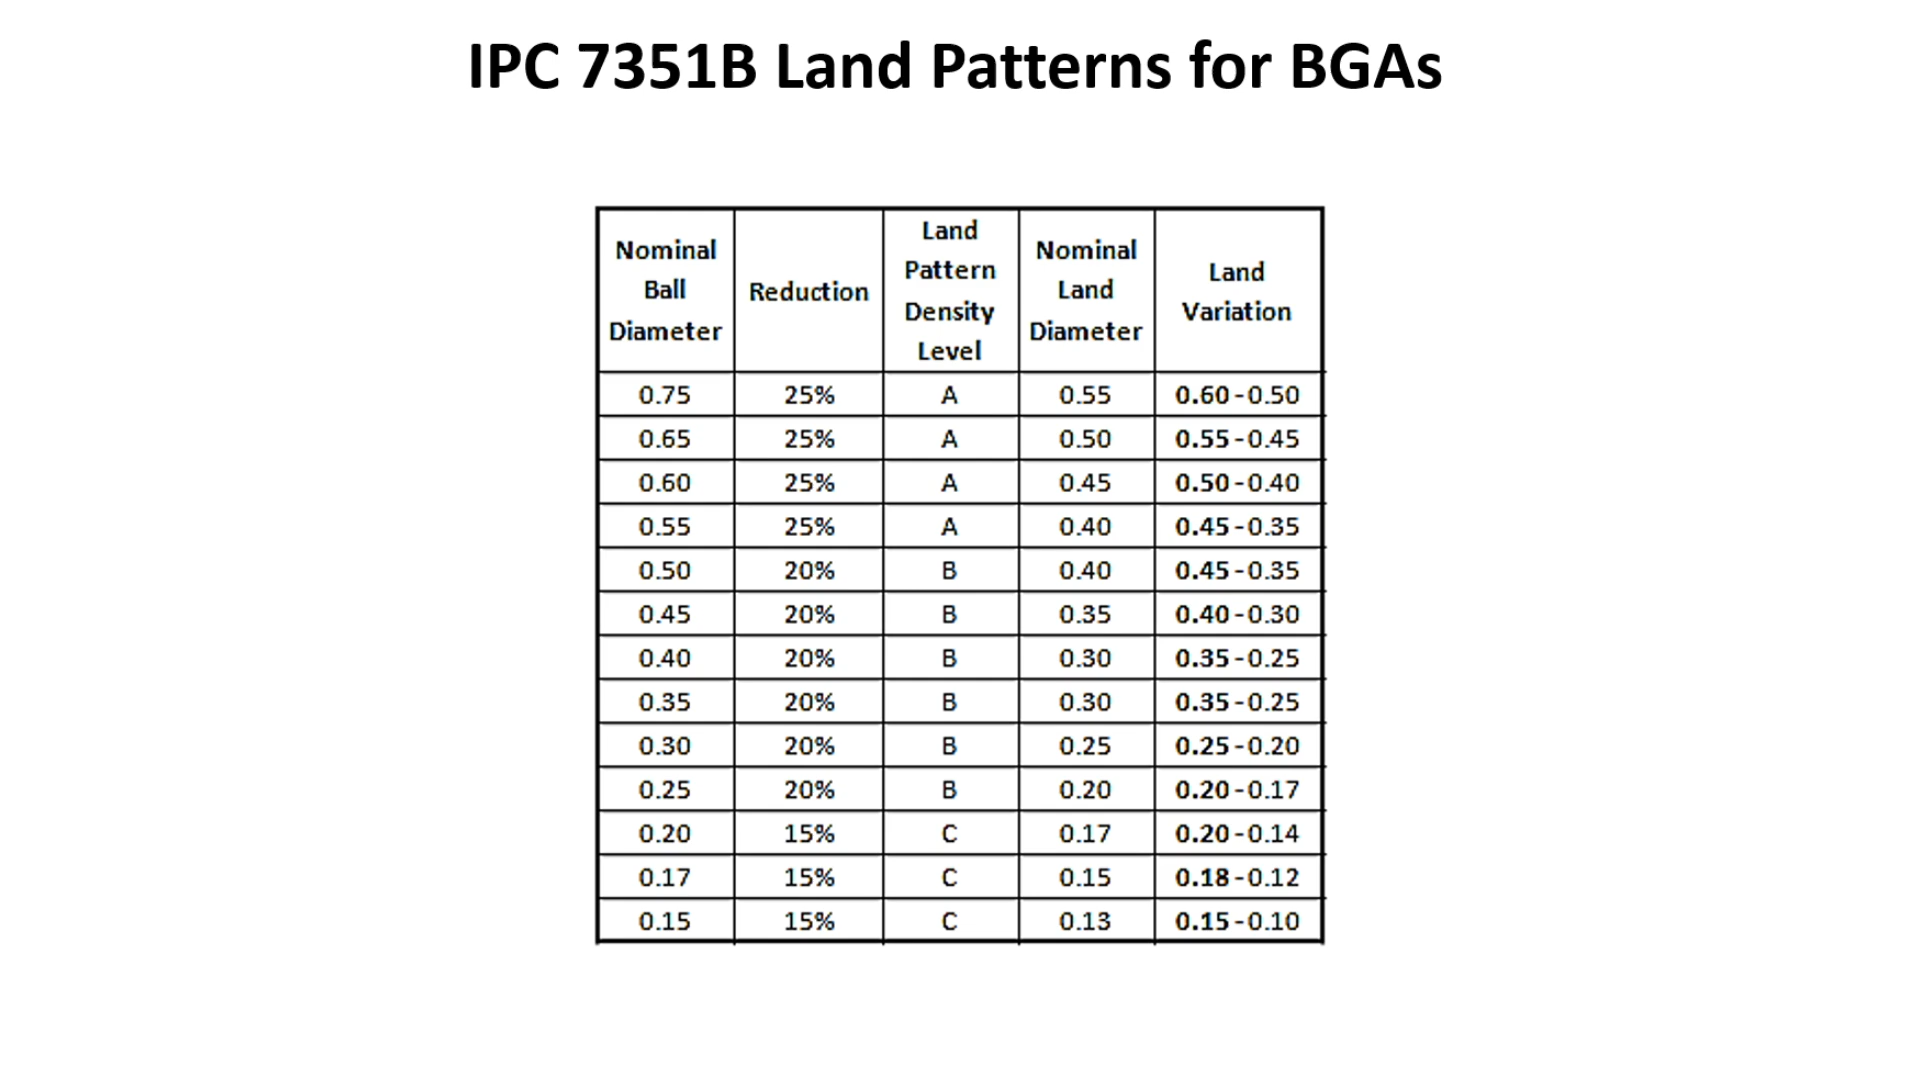 IPC 7351B Land Patterns for BGAs
Nominal Ball Diameter Reduction Land Pattern Density Level Nominal Land Diameter Land Variation
0.75 25% A 0.55 0.60 - 0.50
0.65 25% A 0.50 0.55 - 0.45
0.60 25% A 0.45 0.50 - 0.40
0.55 25% A 0.40 0.45 - 0.35
0.50 20% B 0.40 0.45 - 0.35
0.45 20% B 0.35 0.40 - 0.30
0.40 20% B 0.30 0.35 - 0.25
0.35 20% B 0.30 0.35 - 0.25
0.30 20% B 0.25 0.25 - 0.20
0.25 20% B 0.20 0.20 - 0.17
0.20 15% C 0.17 0.20 - 0.14
0.17 15% C 0.15 0.18 - 0.12
0.15 15% C 0.13 0.15 - 0.10